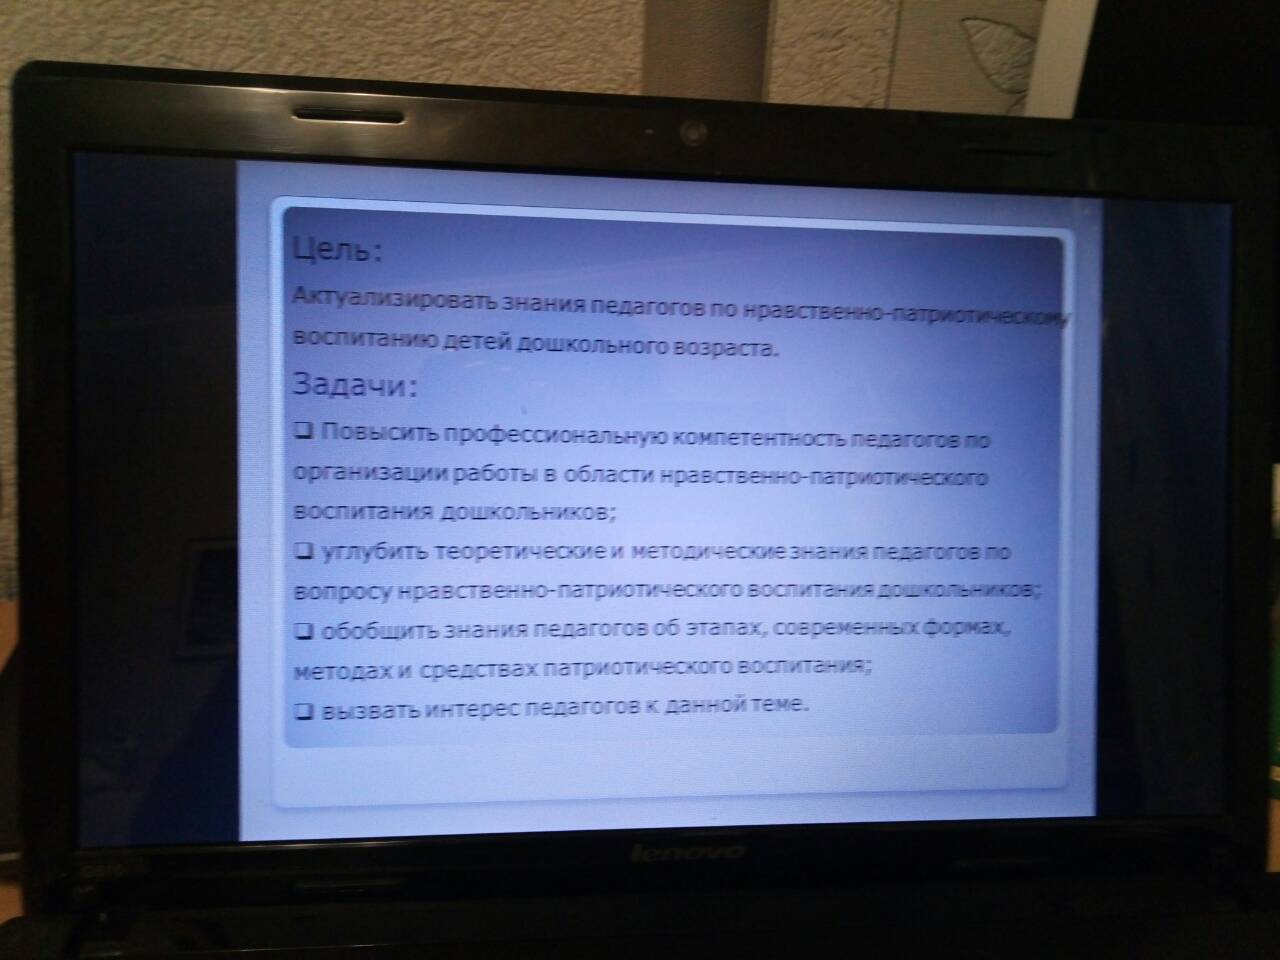 Цель:
Актуализировать знания педагогов по нравственно-патриотическому
воспитанию детей дошкольного возраста.
Задачи:
❑ Повысить профессиональную компетентность педагогов по
организации работы в области нравственно-патриотического
воспитания дошкольников;
❑ углубить теоретические и методические знания педагогов по
вопросу нравственно-патриотического воспитания дошкольников;
❑ обобщить знания педагогов об этапах, современных формах,
методах и средствах патриотического воспитания;
❑ вызвать интерес педагогов к данной теме.
lenovo